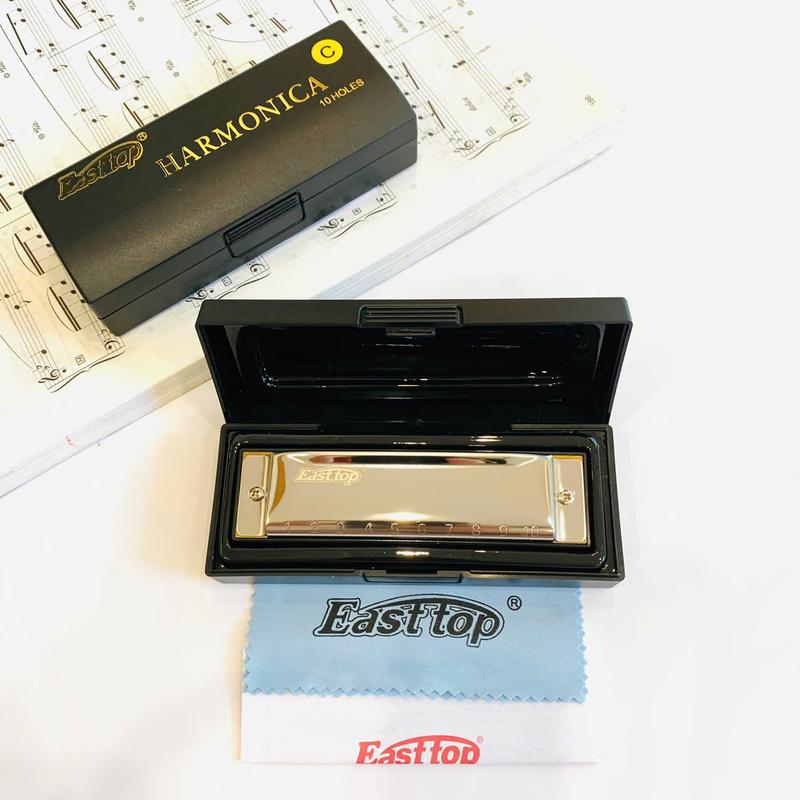 C
Easttop®
HARMONICA
10 HOLES
Easttop
1 2 3 4 5 6 7 8 9 10
Easttop®
Easttop®